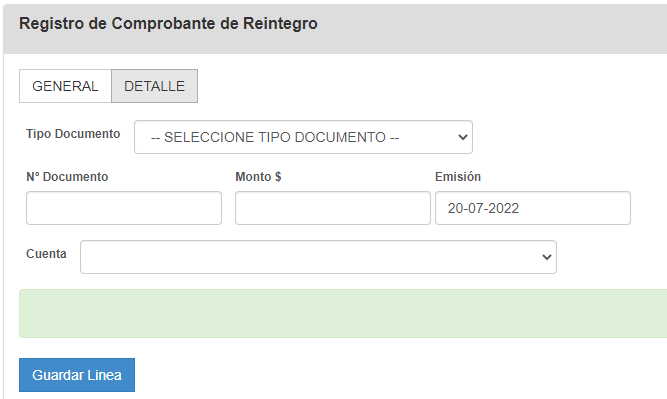 Registro de Comprobante de Reintegro
GENERAL DETALLE
Tipo Documento -- SELECCIONE TIPO DOCUMENTO --
N° Documento Monto $ Emisión
20-07-2022
Cuenta
Guardar Linea